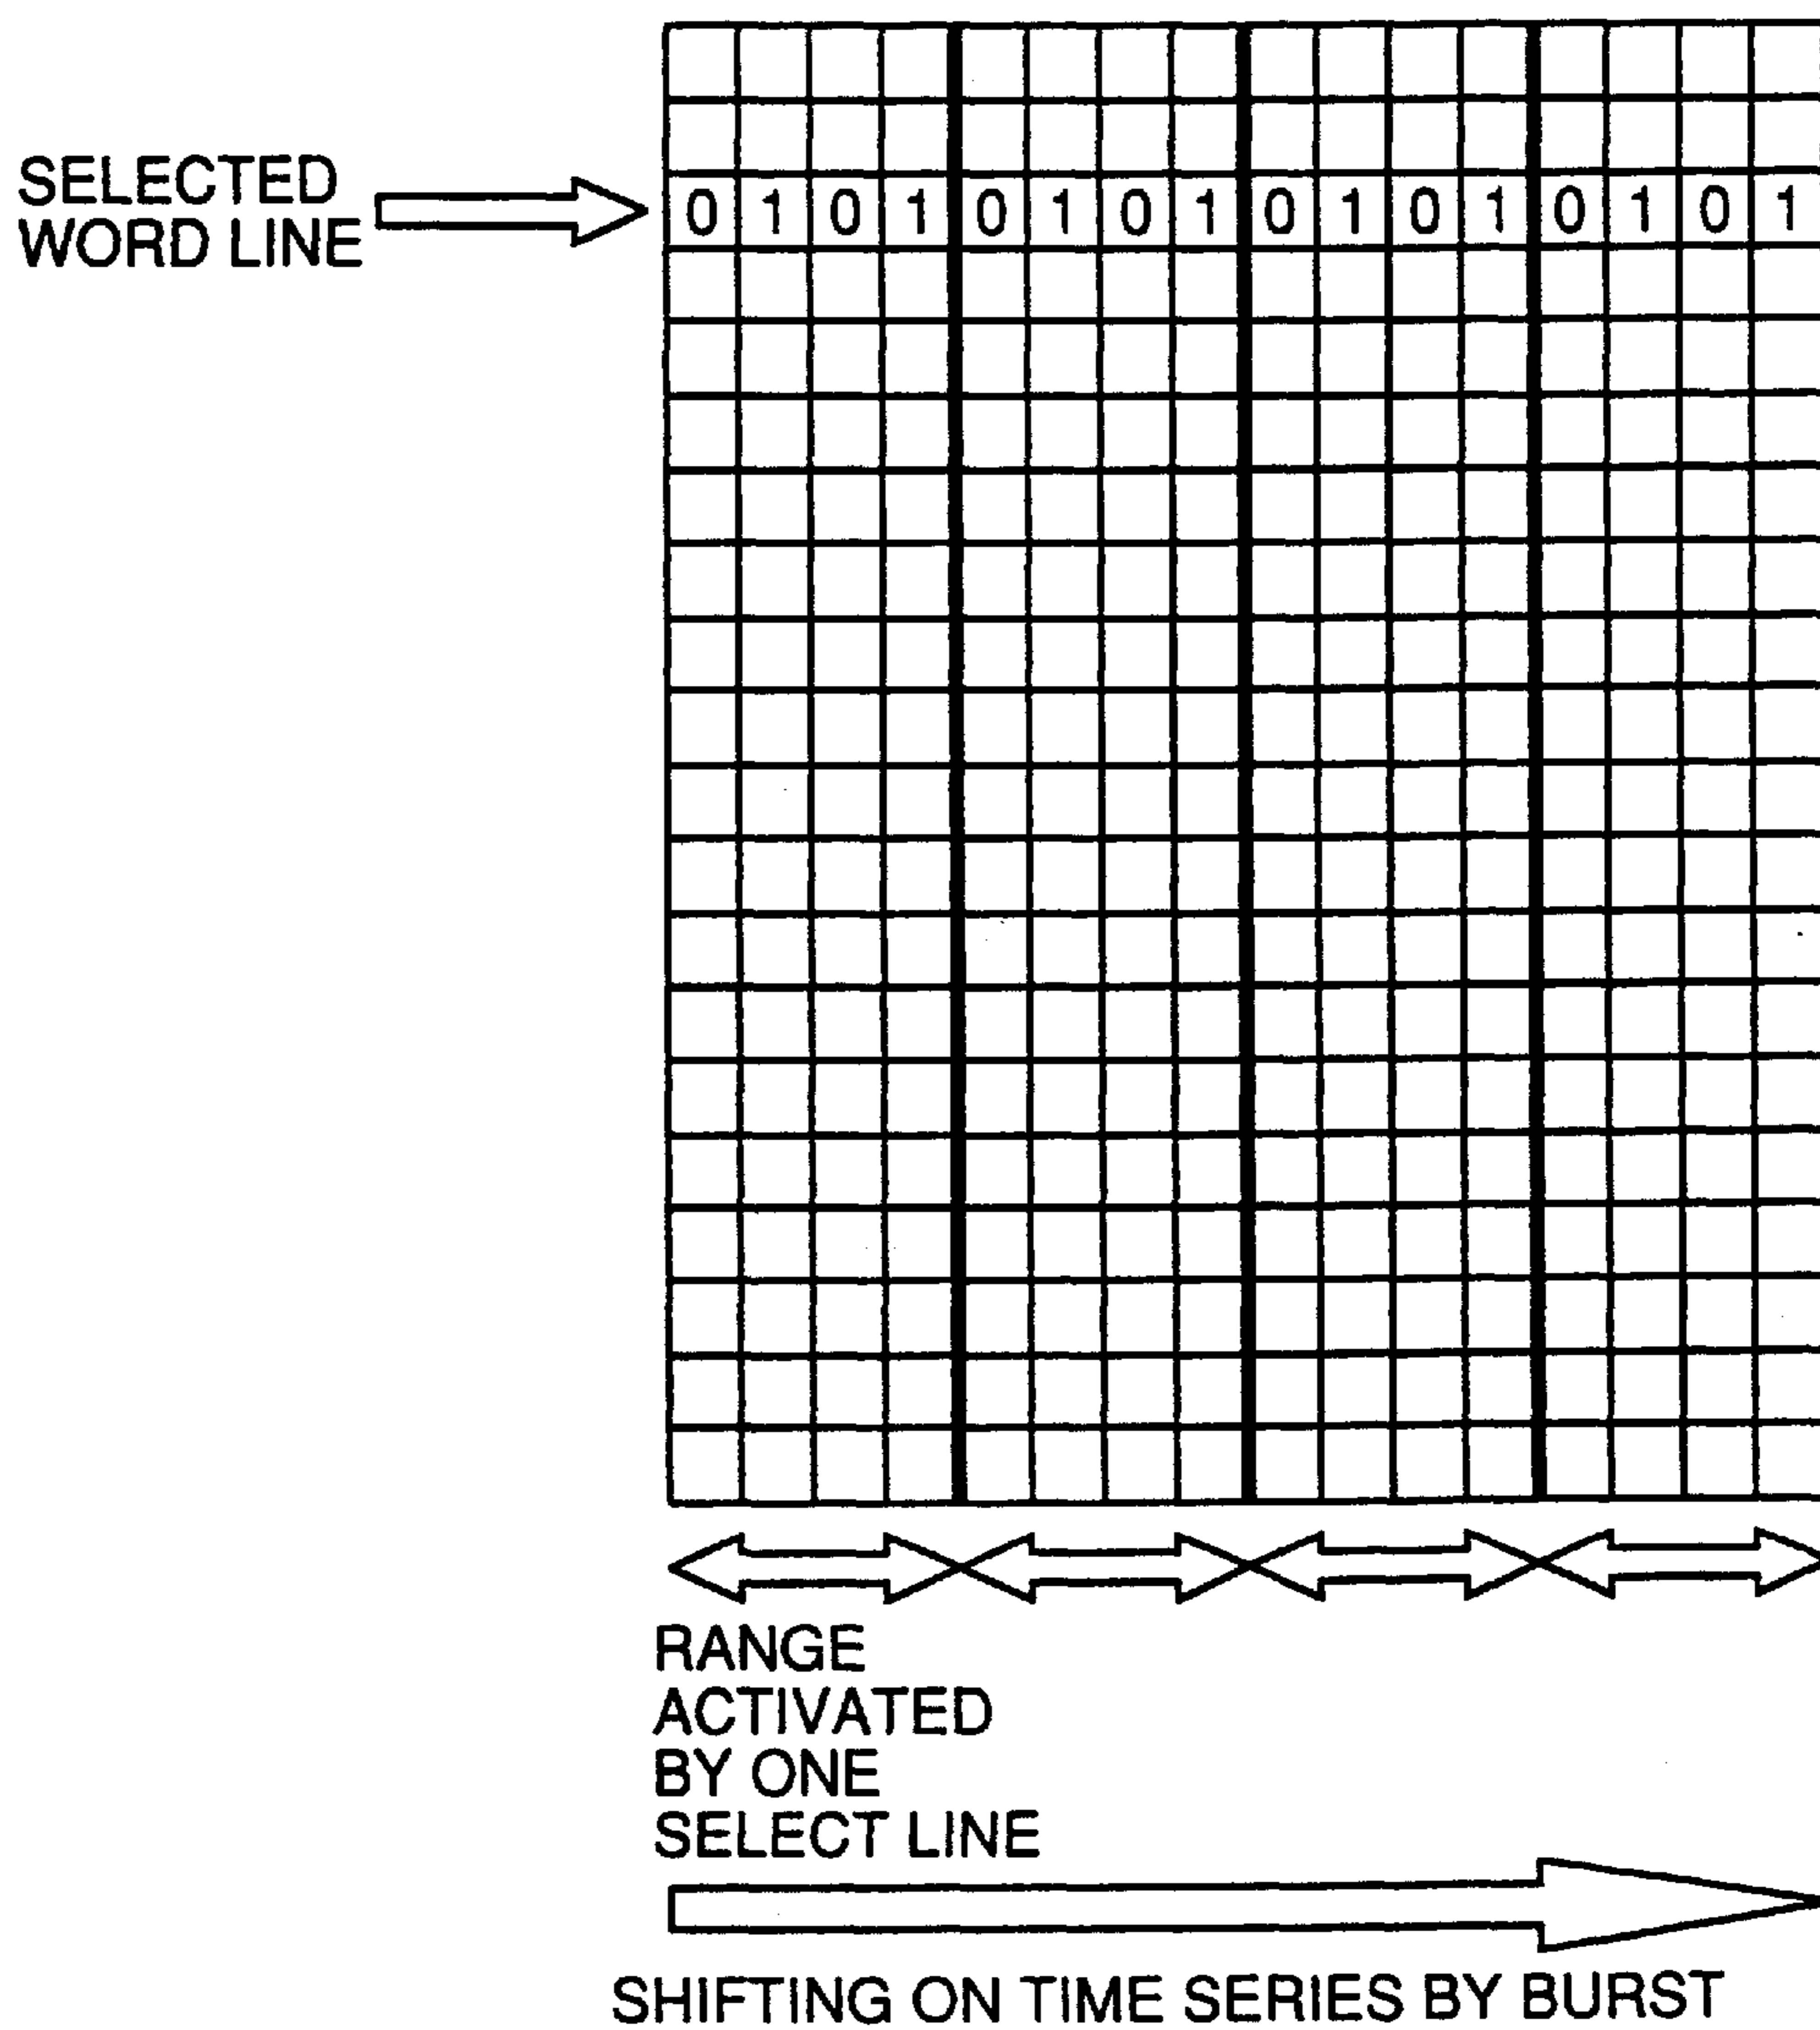 SELECTED
WORD LINE
0 1 0 1 0 1 0 1 0 1 0 1 0 1 0 1
RANGE
ACTIVATED
BY ONE
SELECT LINE
SHIFTING ON TIME SERIES BY BURST